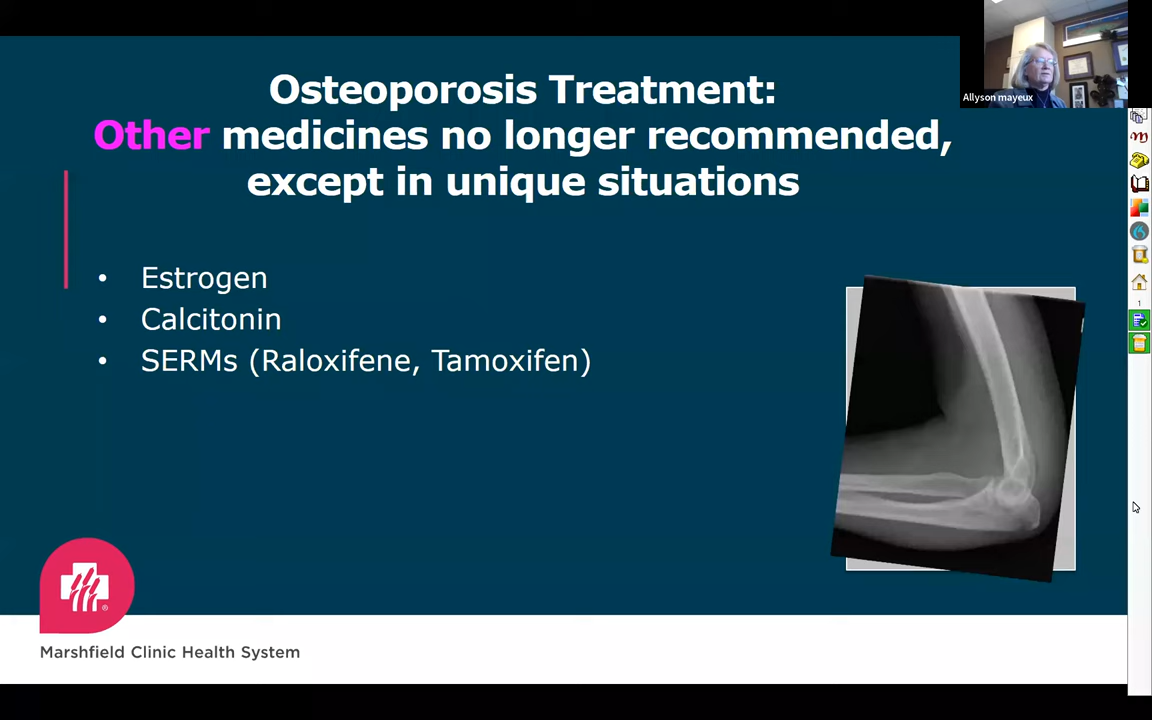 Osteoporosis Treatment:
Other medicines no longer recommended,
except in unique situations
Allyson mayeux
• Estrogen
• Calcitonin
• SERMs (Raloxifene, Tamoxifen)
1
®
Marshfield Clinic Health System